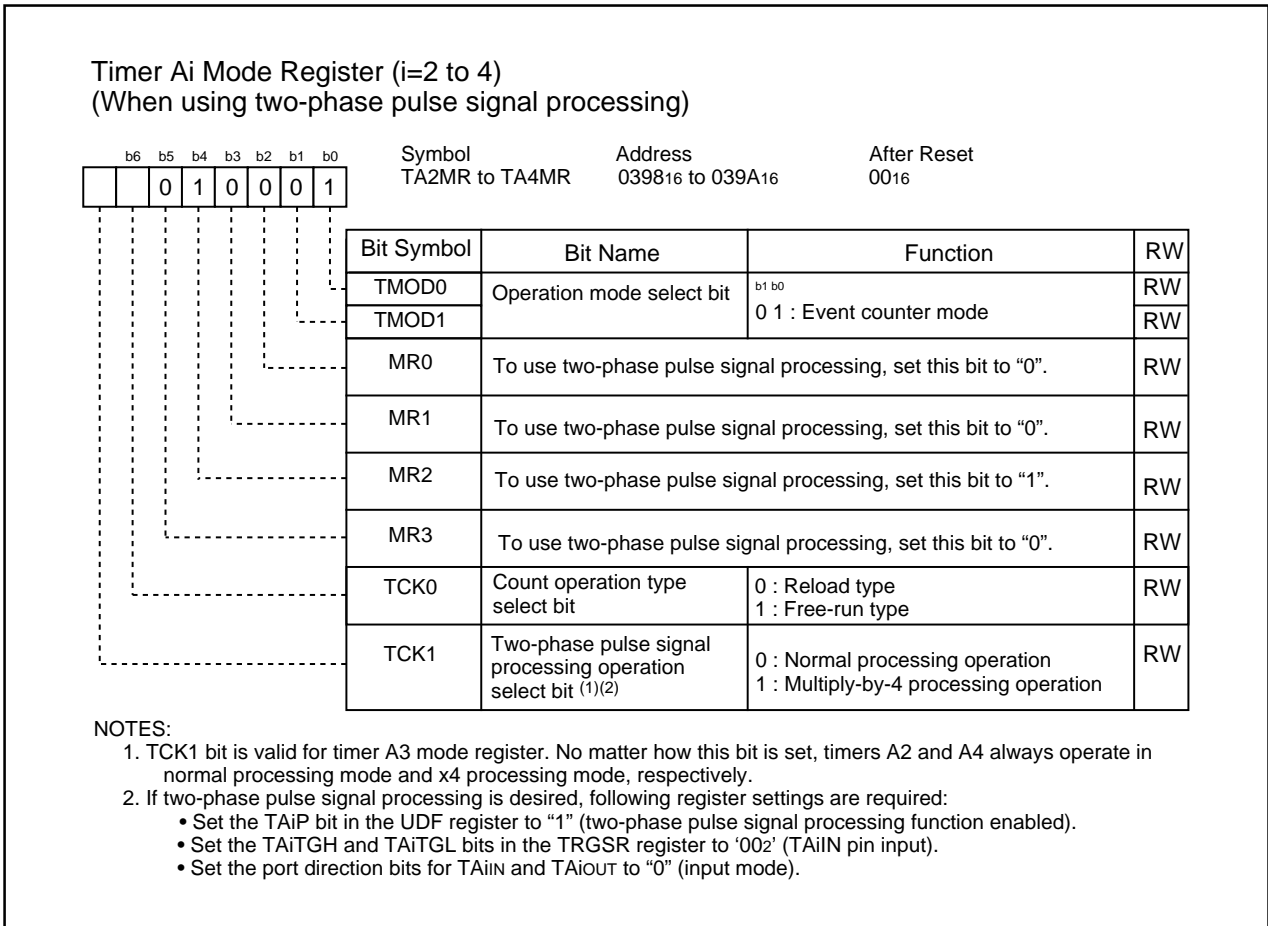 Timer Ai Mode Register (i=2 to 4)
(When using two-phase pulse signal processing)
b6 b5 b4 b3 b2 b1 b0
Symbol Address After Reset
TA2MR to TA4MR 039816 to 039A16 0016
0 1 0 0 0 1
Bit Symbol Bit Name Function RW
TMOD0 Operation mode select bit b1 b0 RW
TMOD1 0 1 : Event counter mode RW
MR0 To use two-phase pulse signal processing, set this bit to “0”. RW
MR1 To use two-phase pulse signal processing, set this bit to “0”. RW
MR2 To use two-phase pulse signal processing, set this bit to “1”. RW
MR3 To use two-phase pulse signal processing, set this bit to “0”. RW
TCK0 Count operation type 0 : Reload type RW
select bit 1 : Free-run type
TCK1 Two-phase pulse signal RW
processing operation 0 : Normal processing operation
select bit (1)(2) 1 : Multiply-by-4 processing operation
NOTES:
1. TCK1 bit is valid for timer A3 mode register. No matter how this bit is set, timers A2 and A4 always operate in
normal processing mode and x4 processing mode, respectively.
2. If two-phase pulse signal processing is desired, following register settings are required:
• Set the TAiP bit in the UDF register to “1” (two-phase pulse signal processing function enabled).
• Set the TAiTGH and TAiTGL bits in the TRGSR register to ‘002’ (TAiIN pin input).
• Set the port direction bits for TAiIN and TAiOUT to “0” (input mode).